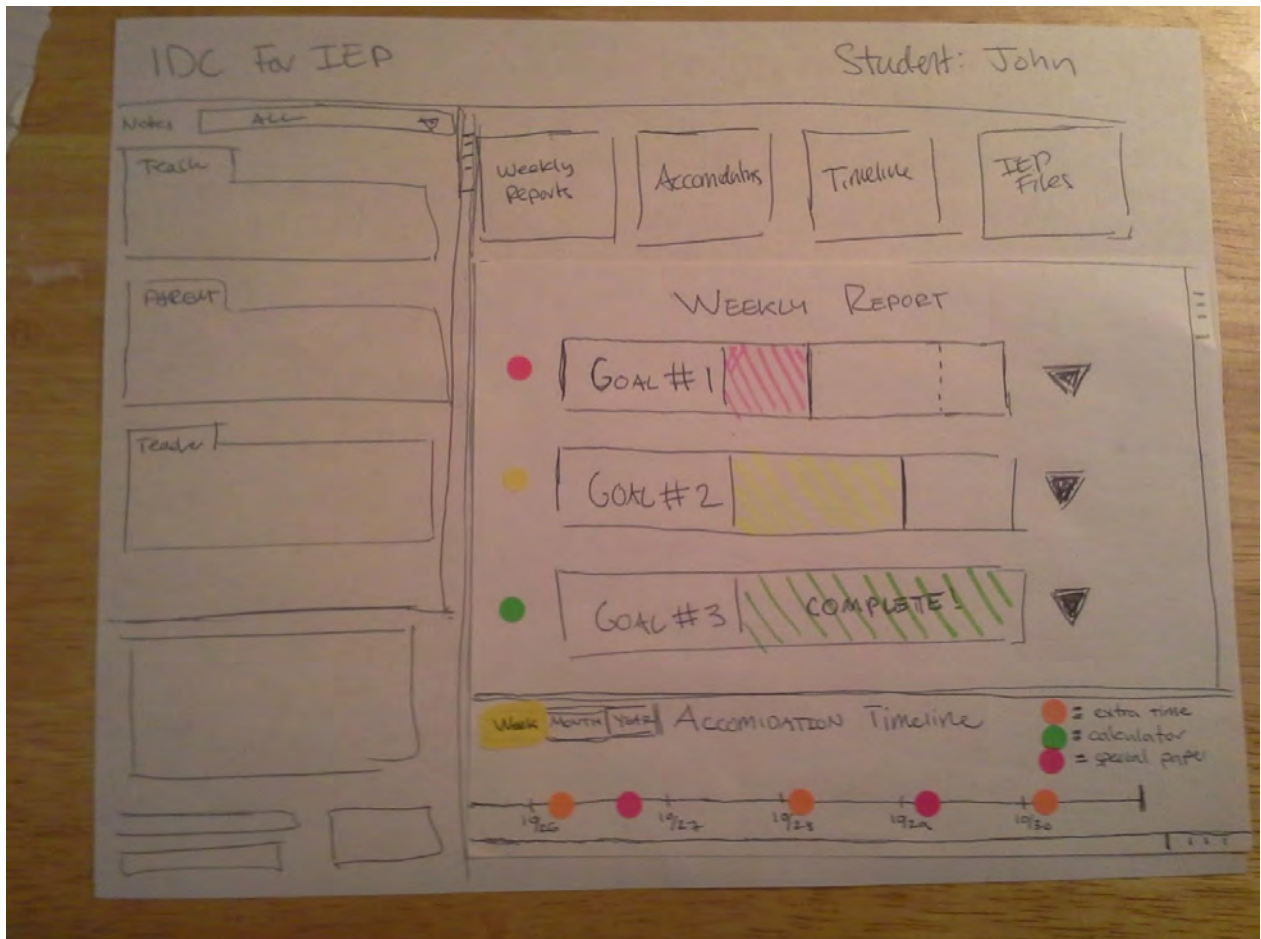 IDC For IEP
Student: John
Notes ALL
Teach
PARENT
Teacher
Weekly
Reports
Timeline
IEP
Files
WEEKLY REPORT
GOAL #1
GOAL #2
GOAL #3 COMPLETE!
Week MONTH YEAR ACCOMIDATION Timeline
= extra time
= calculator
= special paper
10/26 10/27 10/28 10/29 10/30